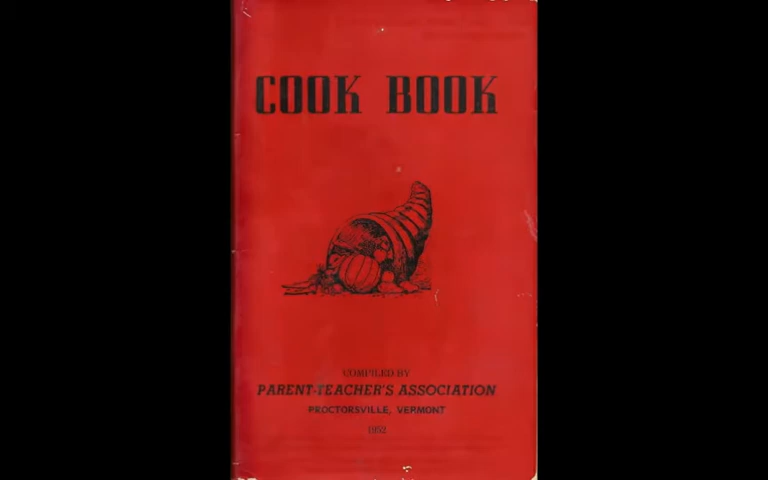 COOK BOOK
COMPILED BY
PARENT-TEACHER'S ASSOCIATION
PROCTORSVILLE, VERMONT
1952